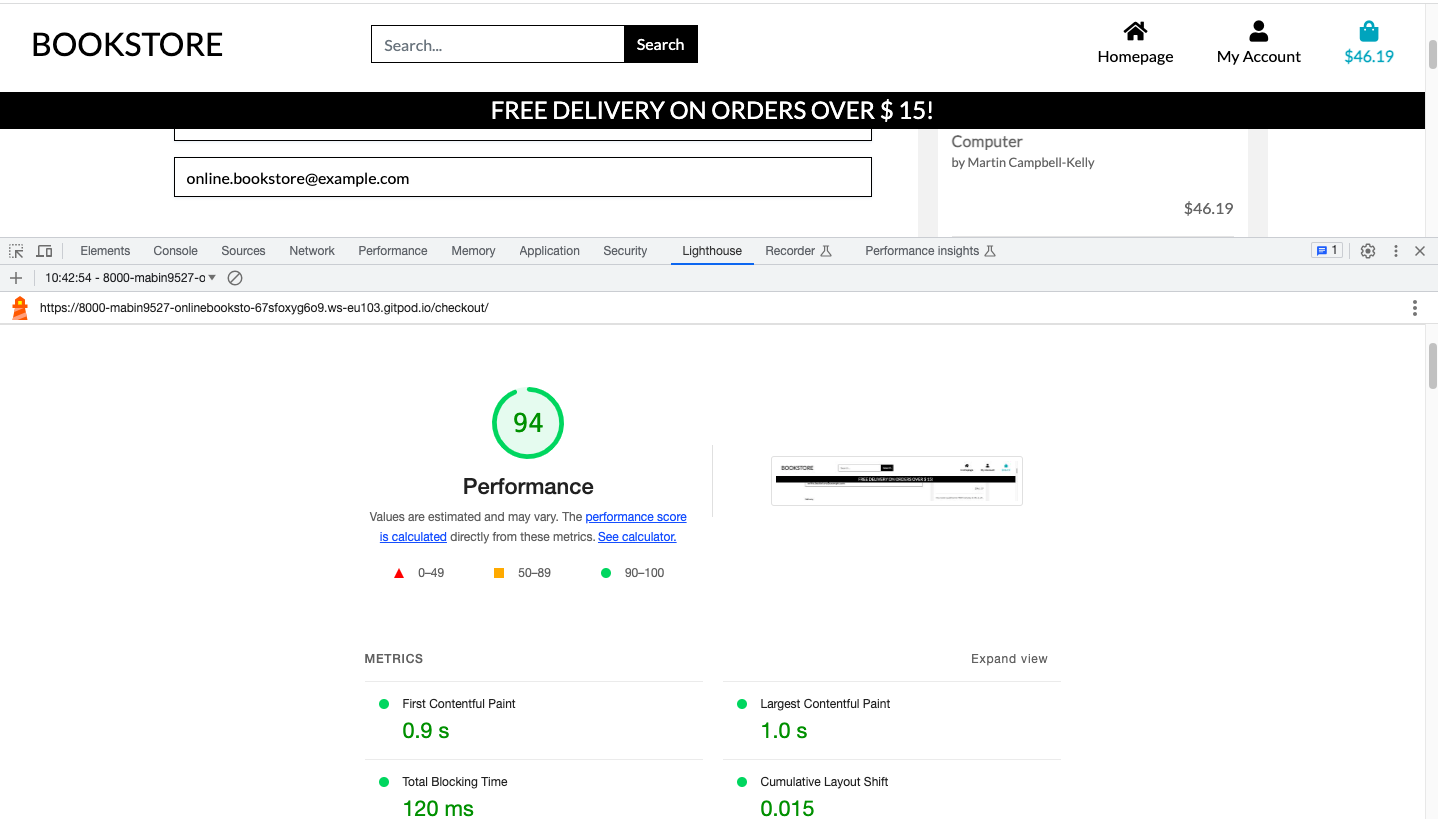 BOOKSTORE
Search...
Search
Homepage
My Account
$46.19
FREE DELIVERY ON ORDERS OVER $ 15!
Computer
by Martin Campbell-Kelly
online.bookstore@example.com
$46.19
Elements Console Sources Network Performance Memory Application Security Lighthouse Recorder Performance insights 1
10:42:54 - 8000-mabin9527-o
https://8000-mabin9527-onlinebooksto-67sfoxyg6o9.ws-eu103.gitpod.io/checkout/
94
Performance
Values are estimated and may vary. The performance score
is calculated directly from these metrics. See calculator.
0–49 50–89 90–100
BOOKSTORE
FREE DELIVERY ON ORDERS OVER $ 15!
METRICS
Expand view
First Contentful Paint
0.9 s
Largest Contentful Paint
1.0 s
Total Blocking Time
120 ms
Cumulative Layout Shift
0.015